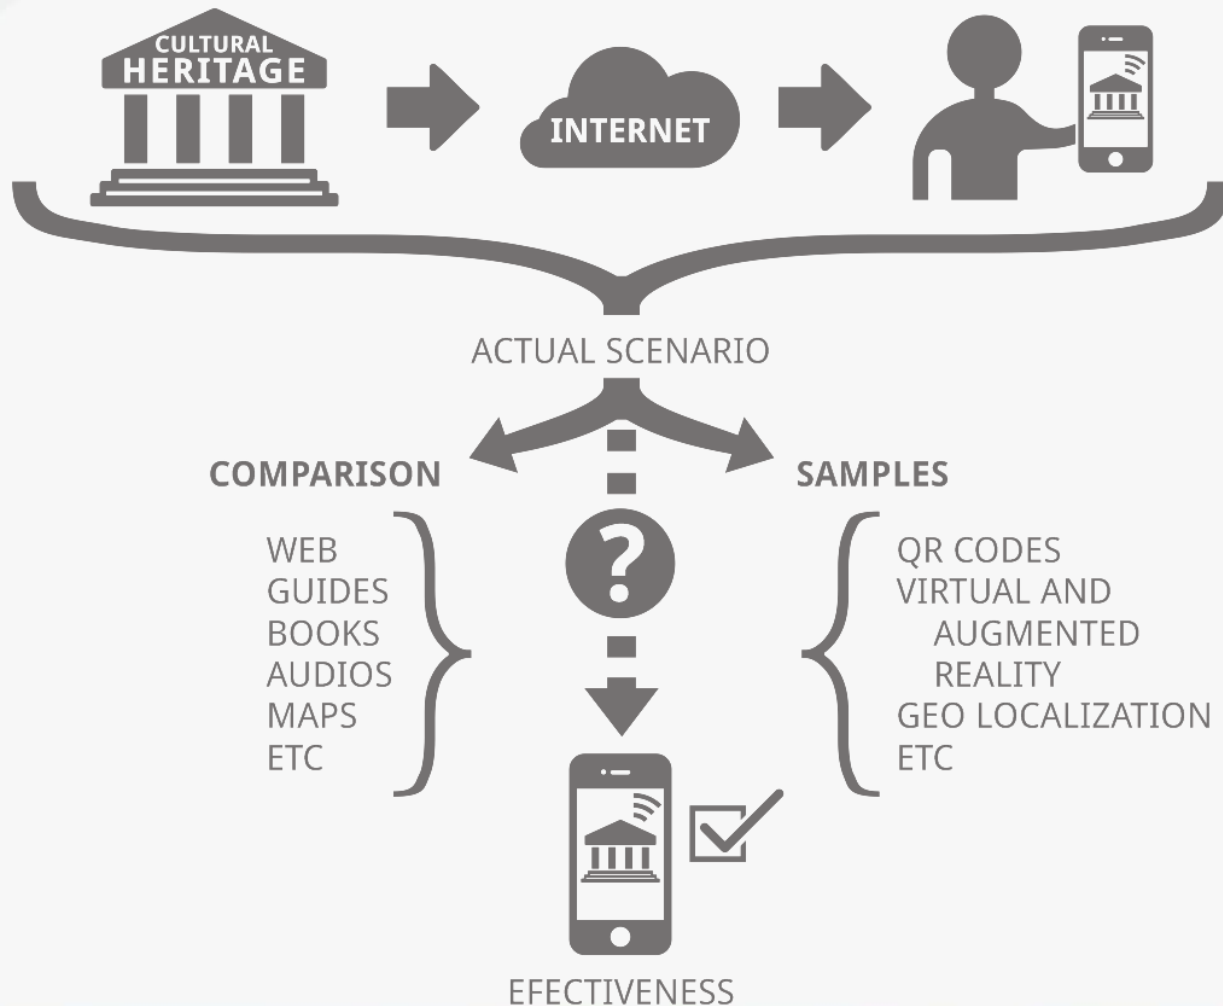 CULTURAL
HERITAGE
INTERNET
ACTUAL SCENARIO
COMPARISON
WEB
GUIDES
BOOKS
AUDIOS
MAPS
ETC
?
SAMPLES
QR CODES
VIRTUAL AND
AUGMENTED
REALITY
GEO LOCALIZATION
ETC
EFECTIVENESS